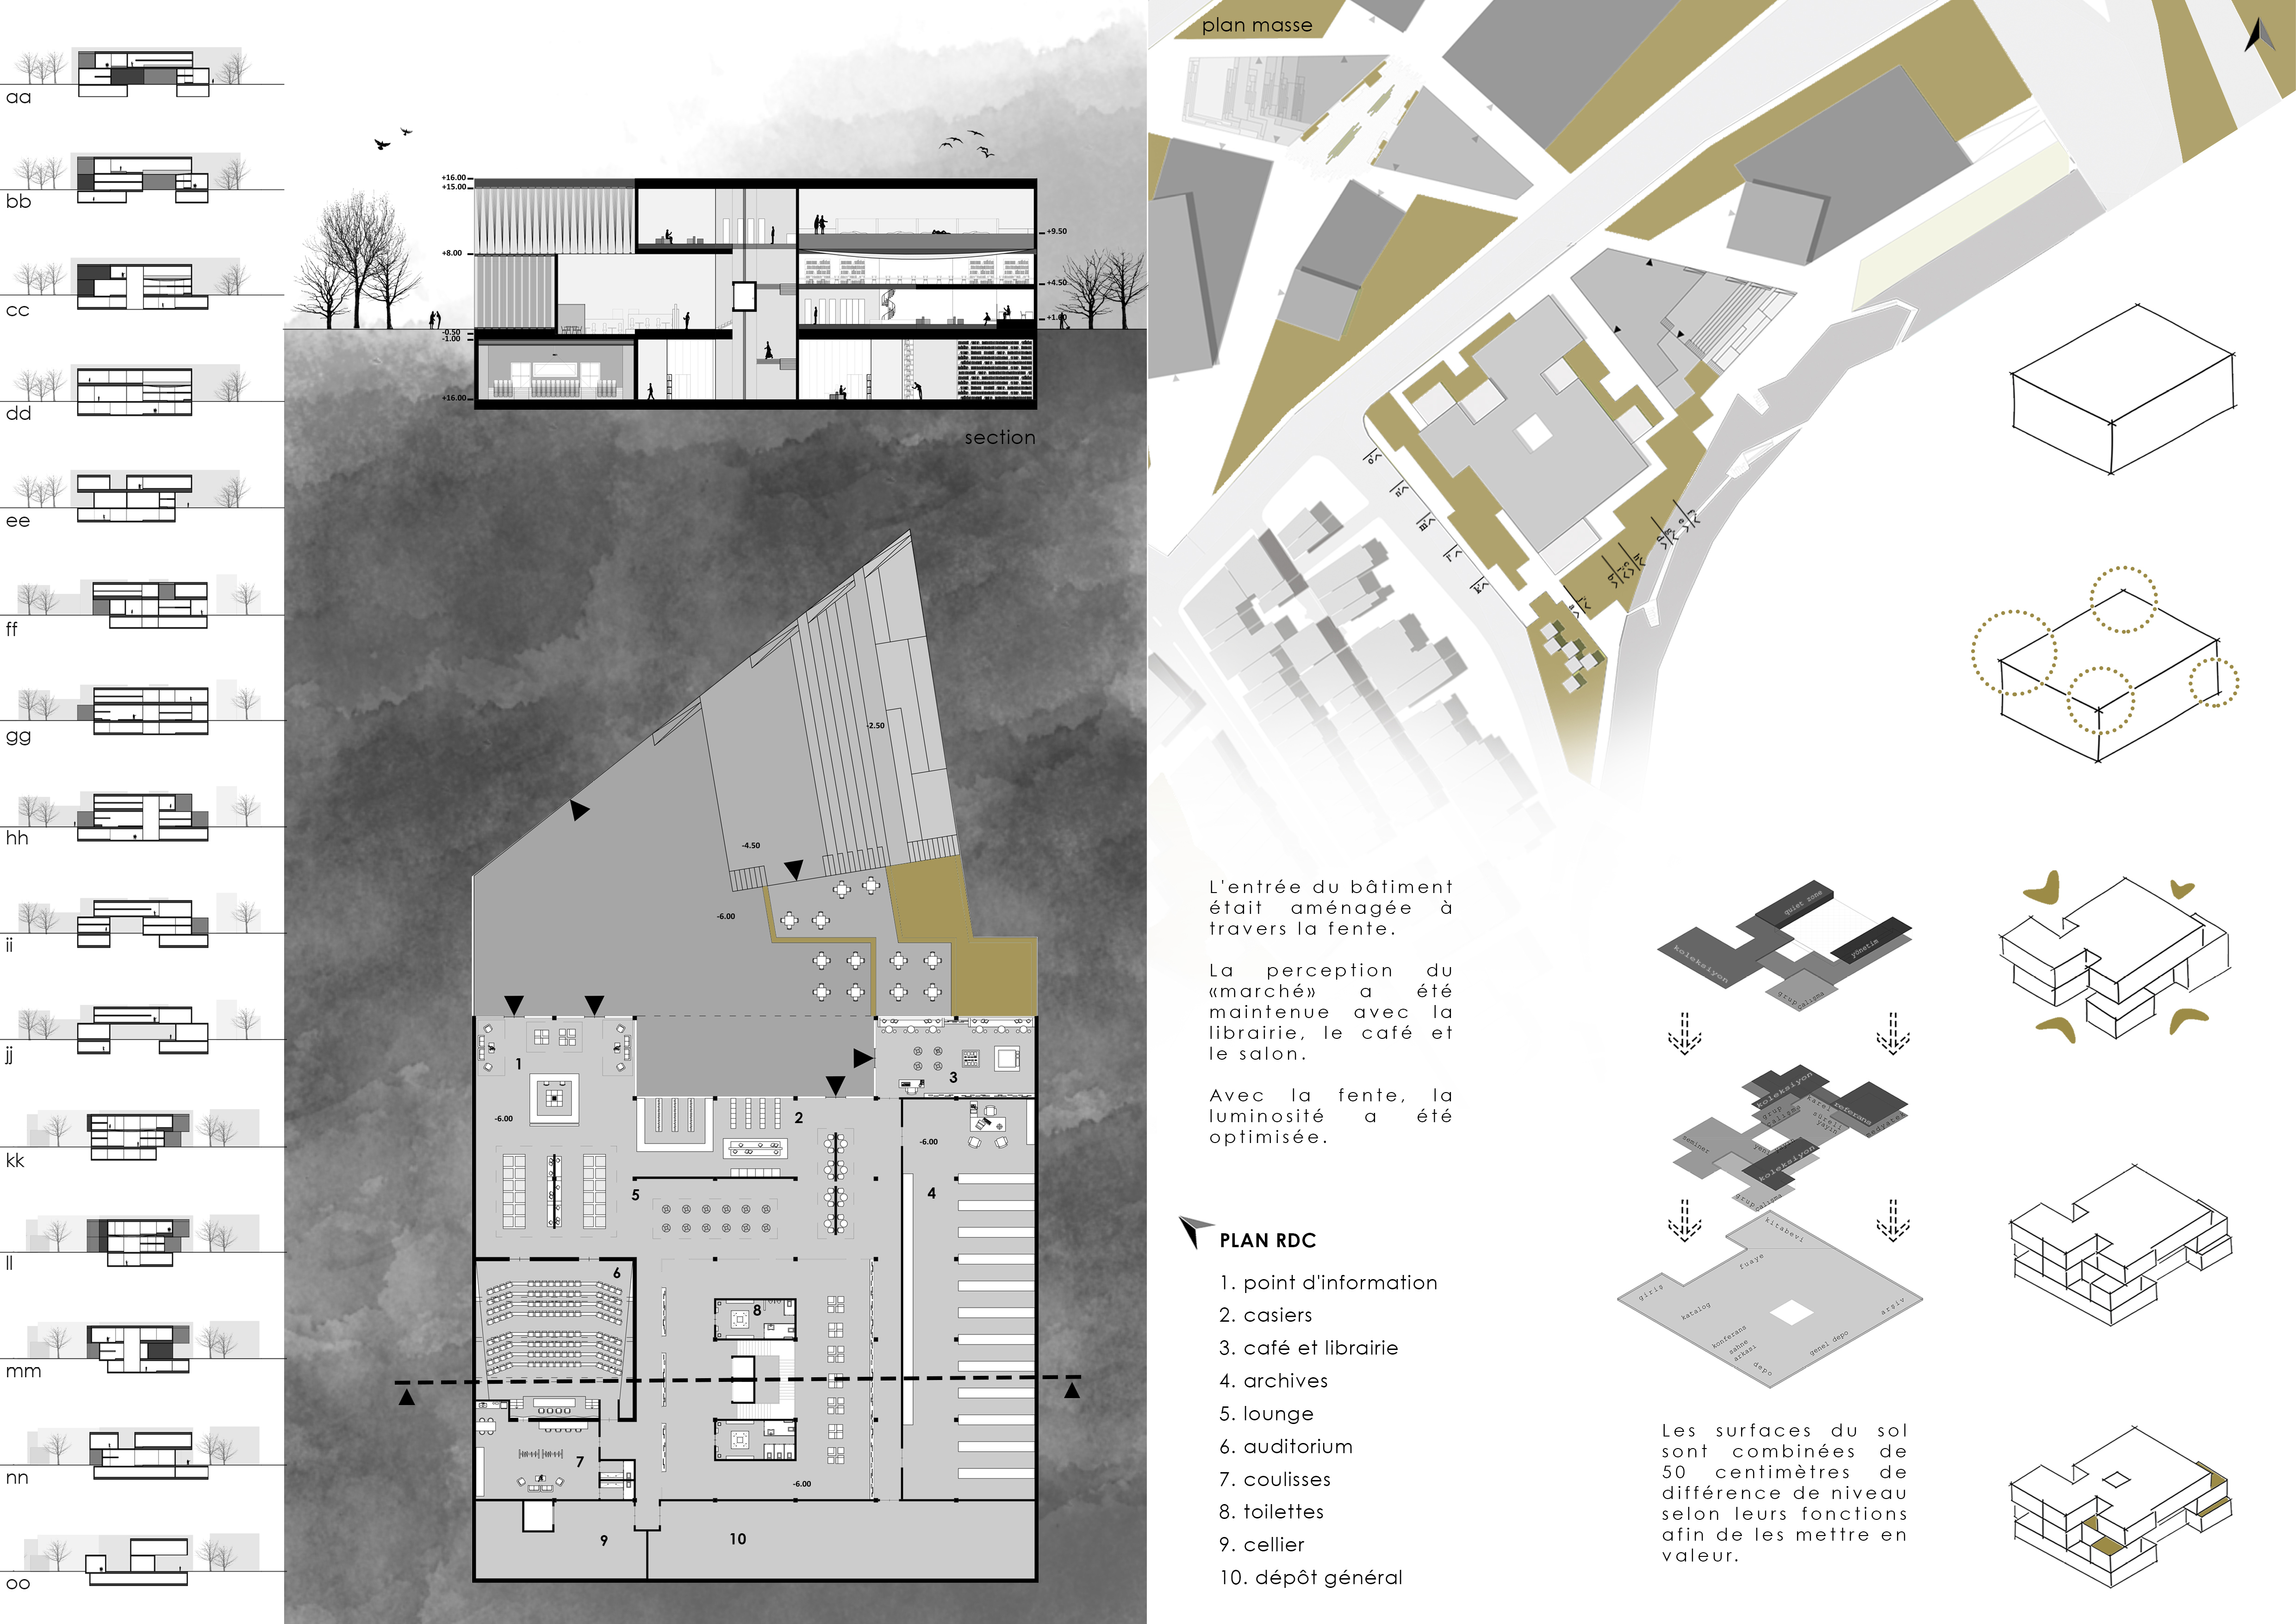 aa
bb
cc
dd
ee
ff
gg
hh
ii
jj
kk
ll
mm
nn
oo
+16.00
+15.00
+8.00
-0.50
-1.00
+16.00
+9.50
+4.50
section
-2.50
-4.50
-6.00
1
-6.00
2
3
-6.00
4
5
6
8
7
-6.00
9
10
plan masse
L'entrée du bâtiment
était aménagée à
travers la fente.
La perception du
«marché» a été
maintenue avec la
librairie, le café et
le salon.
Avec la fente, la
luminosité a été
optimisée.
PLAN RDC
1. point d'information
2. casiers
3. café et librairie
4. archives
5. lounge
6. auditorium
7. coulisses
8. toilettes
9. cellier
10. dépôt général
quiet zone
koleksiyon
yönetim
grup çalışma
koleksiyon
referans
grup çalışma
süreli yayın
seminer
koleksiyon
grup çalışma
kitabevi
fuaye
giriş
katalog
arşiv
konferans
sahne
arkası
genel depo
depo
Les surfaces du sol
sont combinées de
50 centimètres de
différence de niveau
selon leurs fonctions
afin de les mettre en
valeur.